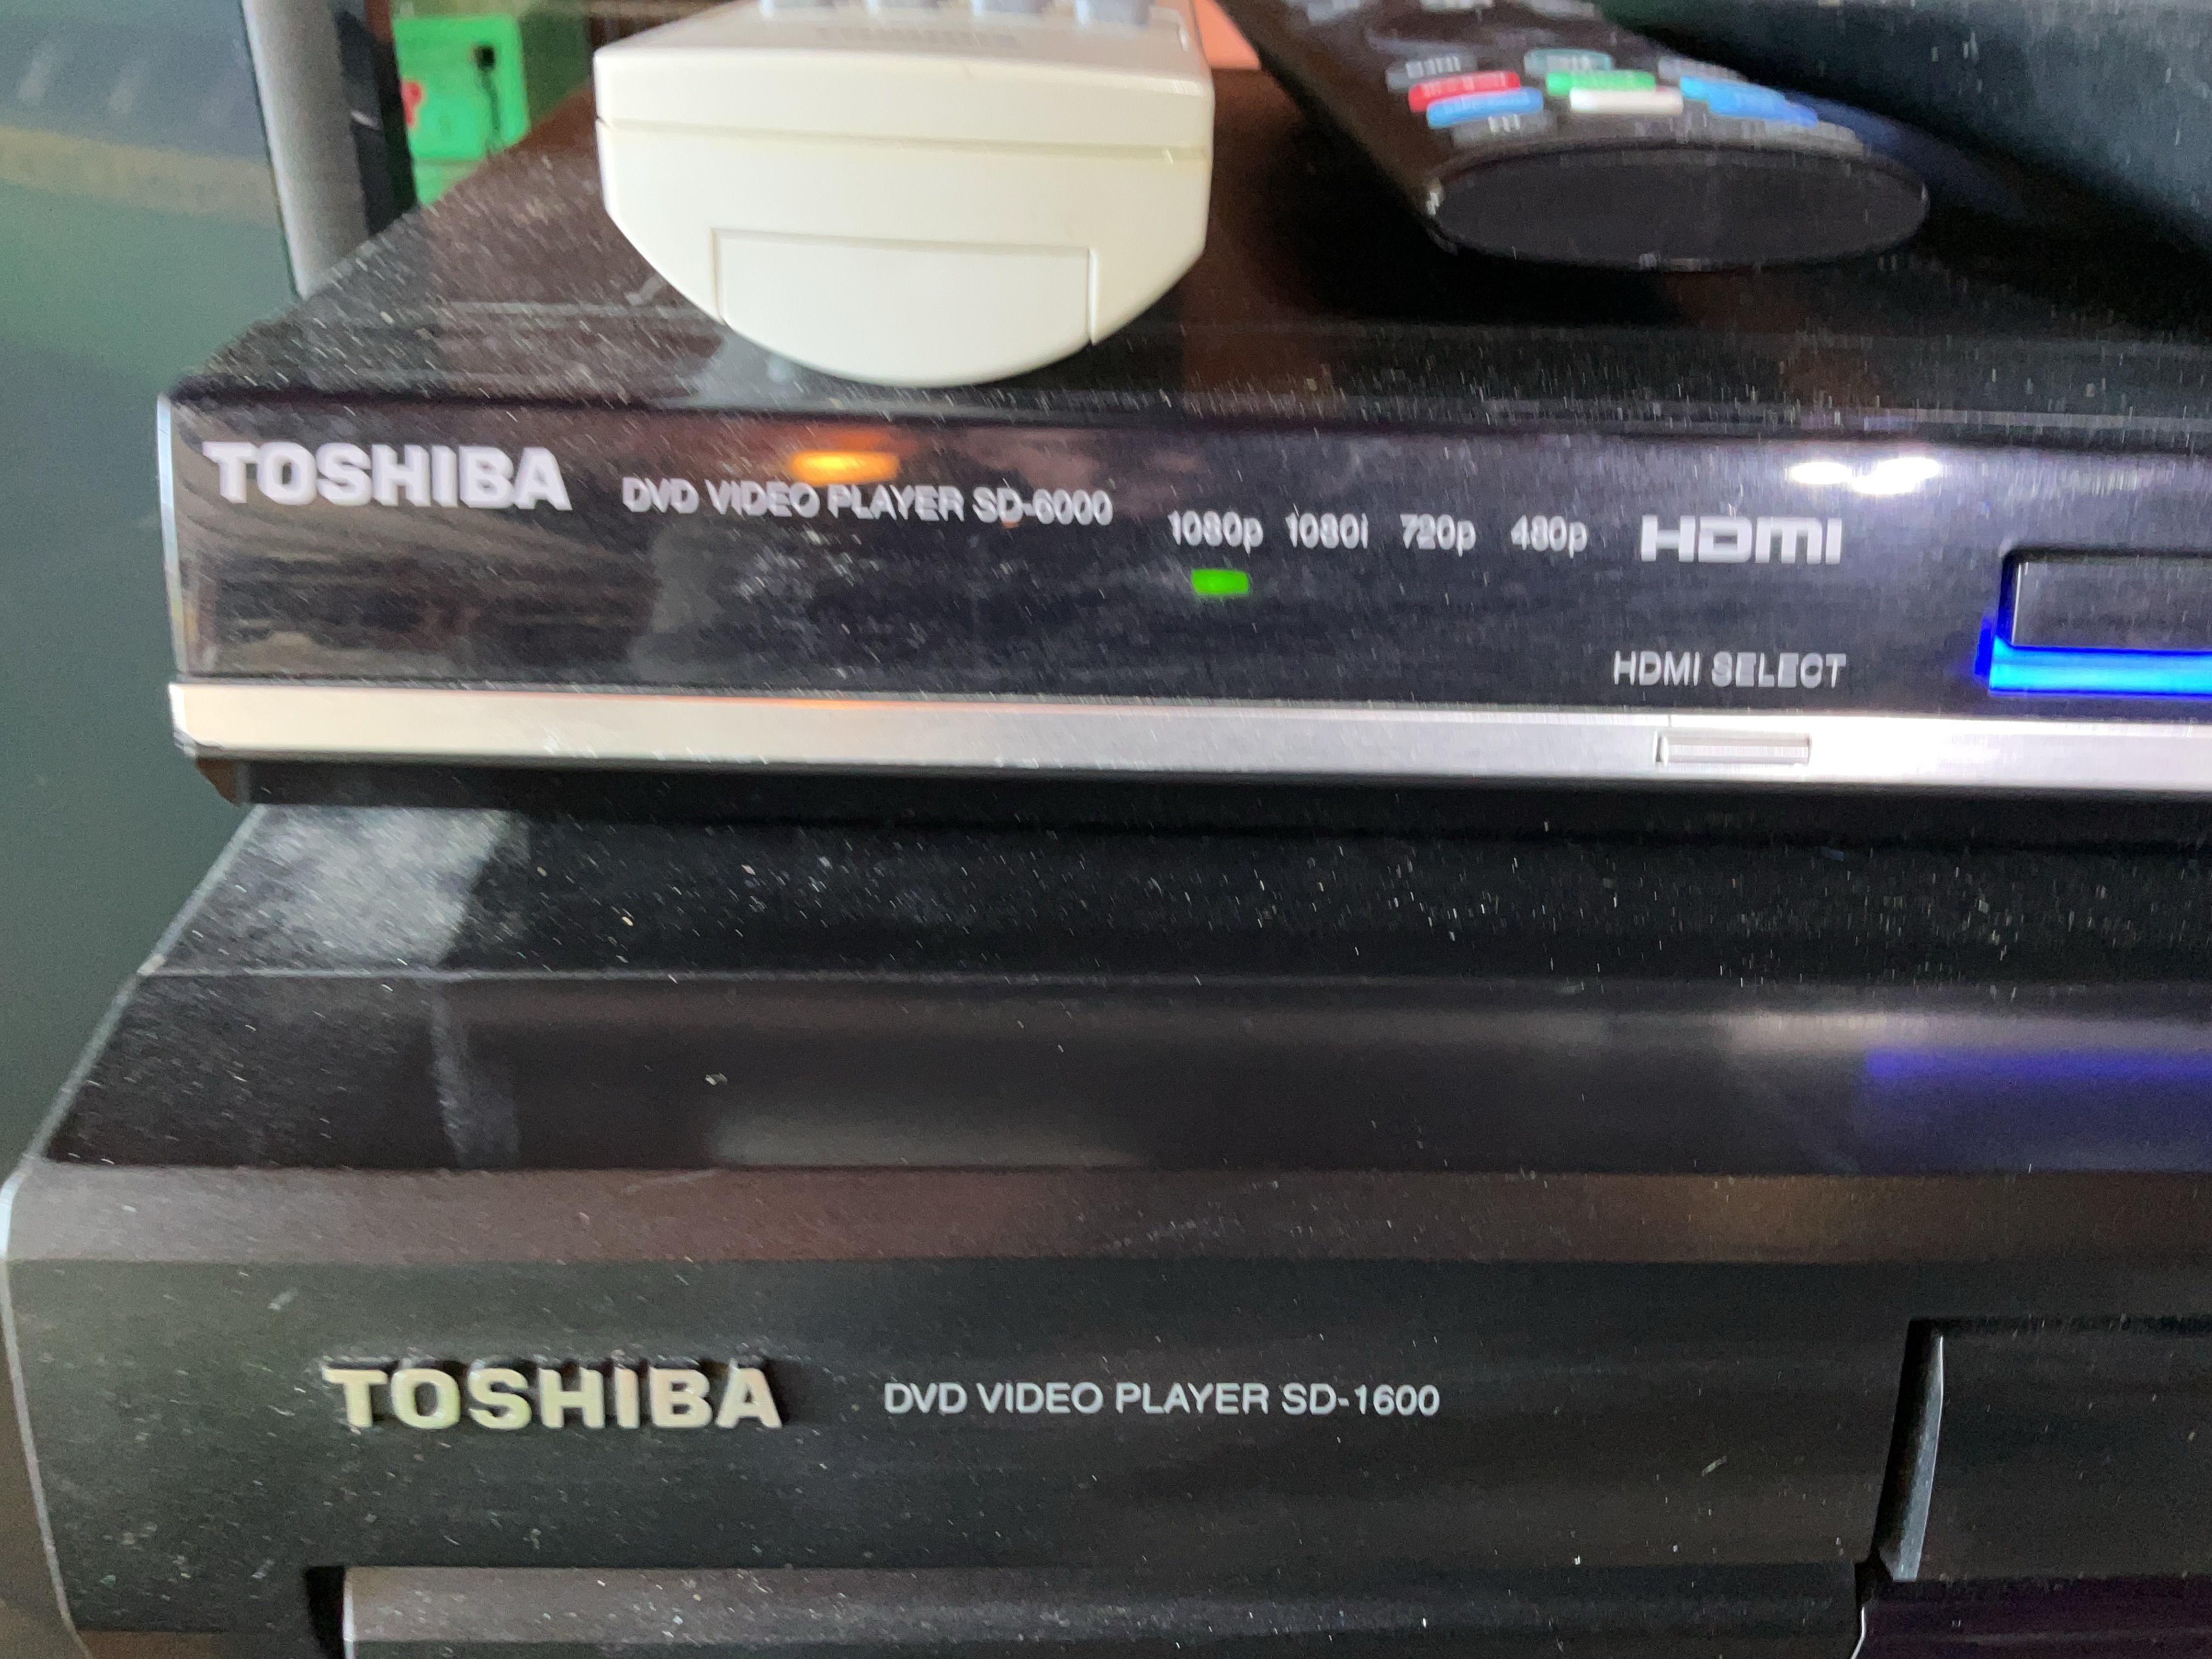 TOSHIBA DVD VIDEO PLAYER SD-6000
1080p 1080i 720p 480p HDMI
HDMI SELECT
TOSHIBA DVD VIDEO PLAYER SD-1600